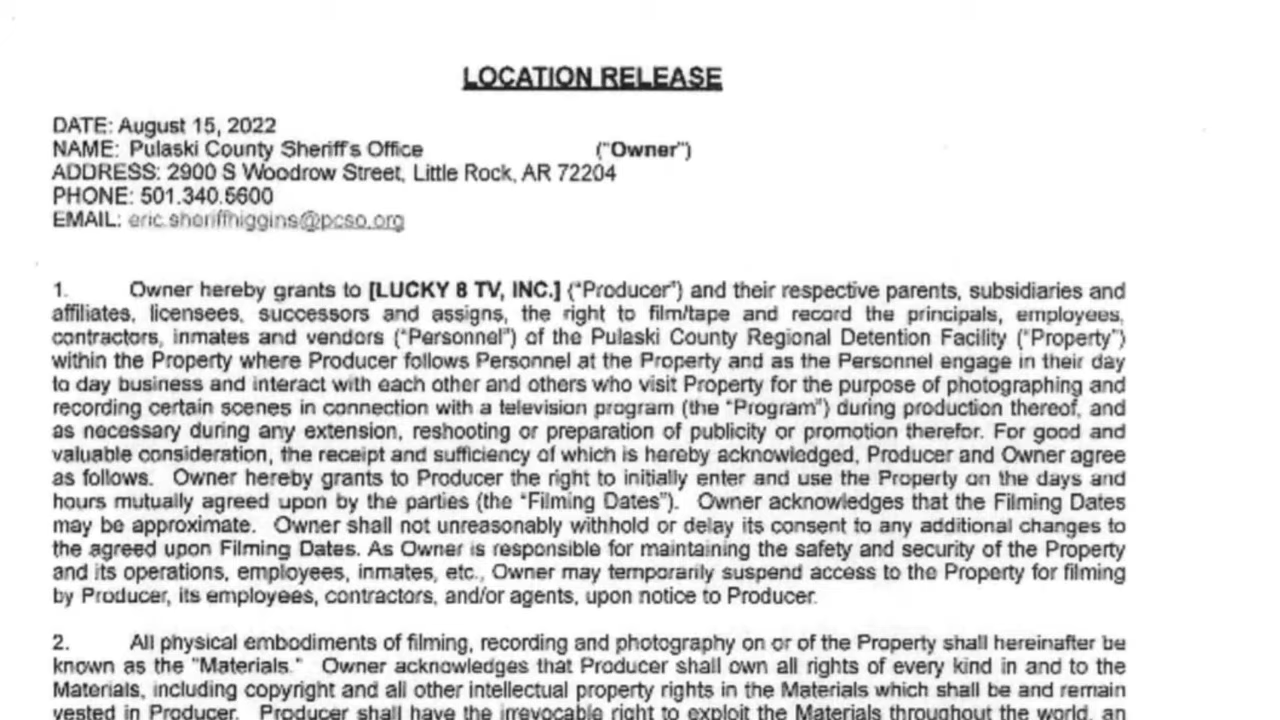 LOCATION RELEASE
DATE: August 15, 2022
NAME: Pulaski County Sheriff's Office ("Owner")
ADDRESS: 2900 S Woodrow Street, Little Rock, AR 72204
PHONE: 501.340.5600
EMAIL: eric.sheriffhiggins@pcso.org
1. Owner hereby grants to [LUCKY 8 TV, INC.] ("Producer") and their respective parents, subsidiaries and
affiliates, licensees, successors and assigns, the right to film/tape and record the principals, employees,
contractors, inmates and vendors ("Personnel") of the Pulaski County Regional Detention Facility ("Property")
within the Property where Producer follows Personnel at the Property and as the Personnel engage in their day
to day business and interact with each other and others who visit Property for the purpose of photographing and
recording certain scenes in connection with a television program (the "Program") during production thereof, and
as necessary during any extension, reshooting or preparation of publicity or promotion therefor. For good and
valuable consideration, the receipt and sufficiency of which is hereby acknowledged, Producer and Owner agree
as follows. Owner hereby grants to Producer the right to initially enter and use the Property on the days and
hours mutually agreed upon by the parties (the "Filming Dates"). Owner acknowledges that the Filming Dates
may be approximate. Owner shall not unreasonably withhold or delay its consent to any additional changes to
the agreed upon Filming Dates. As Owner is responsible for maintaining the safety and security of the Property
and its operations, employees, inmates, etc., Owner may temporarily suspend access to the Property for filming
by Producer, its employees, contractors, and/or agents, upon notice to Producer.
2. All physical embodiments of filming, recording and photography on or of the Property shall hereinafter be
known as the "Materials." Owner acknowledges that Producer shall own all rights of every kind in and to the
Materials, including copyright and all other intellectual property rights in the Materials which shall be and remain
vested in Producer. Producer shall have the irrevocable right to exploit the Materials throughout the world, an